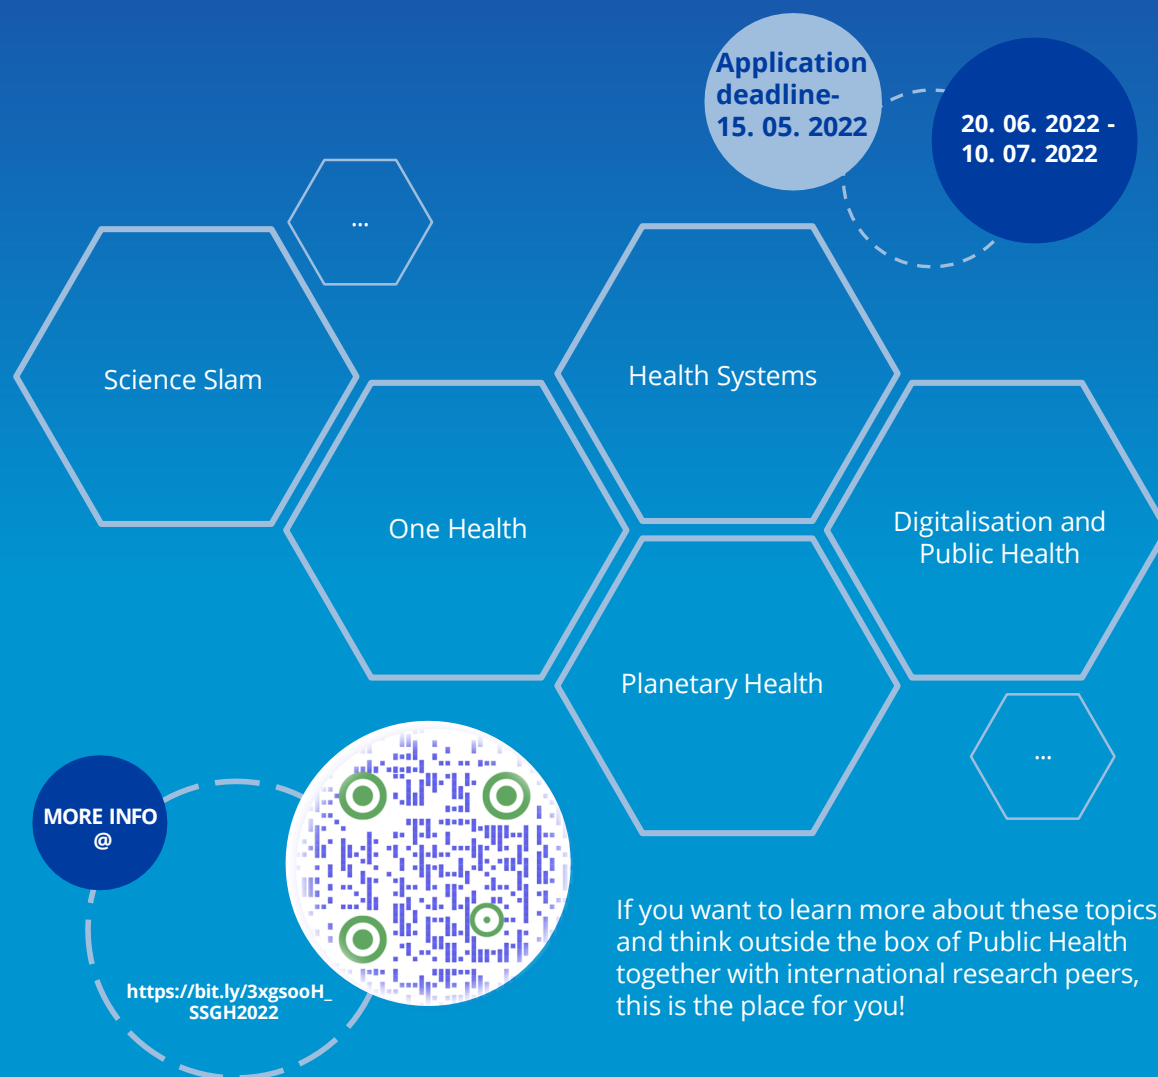 Application
deadline-
15. 05. 2022
20. 06. 2022 -
10. 07. 2022
...
Science Slam
Health Systems
One Health
Digitalisation and
Public Health
Planetary Health
...
MORE INFO
@
https://bit.ly/3xgsooH_
SSGH2022
If you want to learn more about these topics
and think outside the box of Public Health
together with international research peers,
this is the place for you!